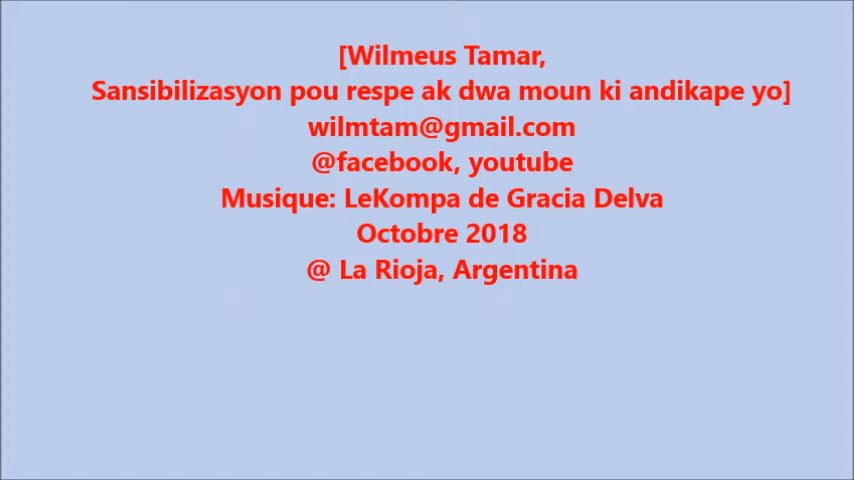 [Wilmeus Tamar,
Sansibilizasyon pou respe ak dwa moun ki andikape yo]
wilmtam@gmail.com
@facebook, youtube
Musique: LeKompa de Gracia Delva
Octobre 2018
@ La Rioja, Argentina